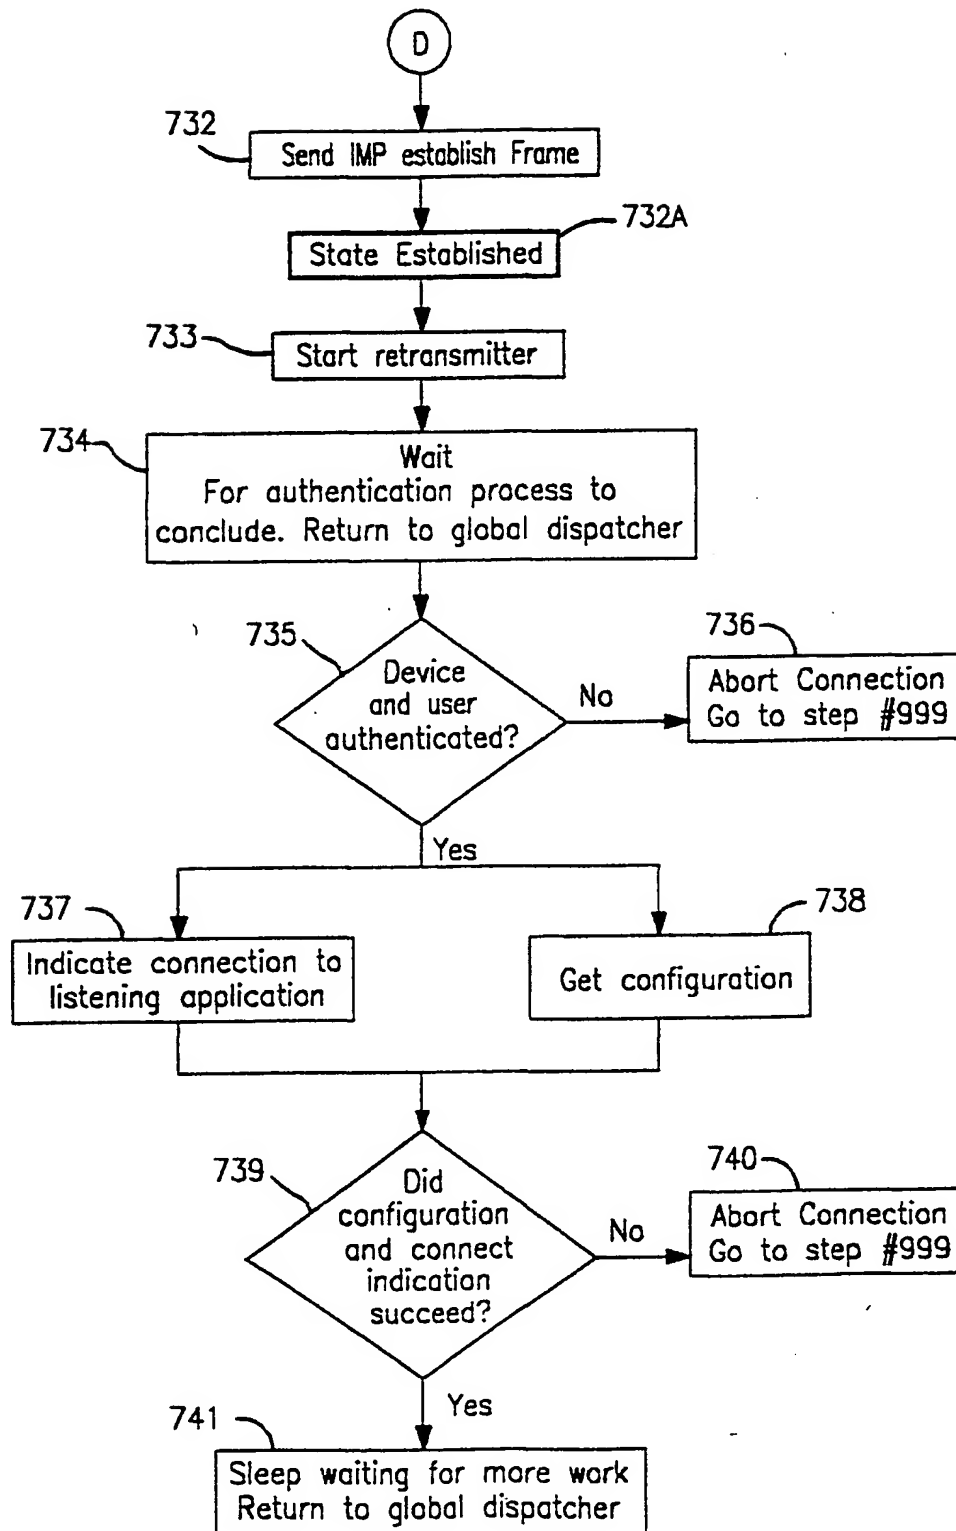 D
732
Send IMP establish Frame
732A
State Established
733
Start retransmitter
734
Wait
For authentication process to
conclude. Return to global dispatcher
735
Device
and user
authenticated?
No
736
Abort Connection
Go to step #999
Yes
737
Indicate connection to
listening application
738
Get configuration
739
Did
configuration
and connect
indication
succeed?
No
740
Abort Connection
Go to step #999
Yes
741
Sleep waiting for more work
Return to global dispatcher